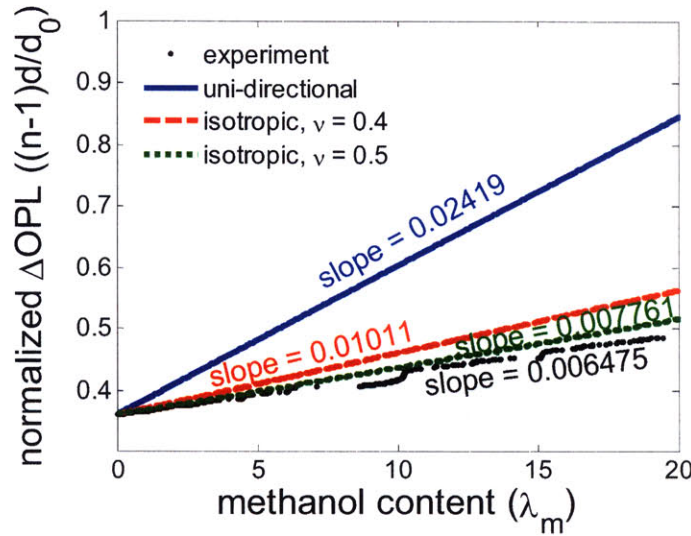 1
0.9
0.8
0.7
0.6
0.5
0.4
normalized ΔOPL ((n-1)d/d₀)
experiment
uni-directional
isotropic, ν = 0.4
isotropic, ν = 0.5
slope = 0.02419
slope = 0.01011
slope = 0.007761
slope = 0.006475
0 5 10 15 20
methanol content (λₘ)